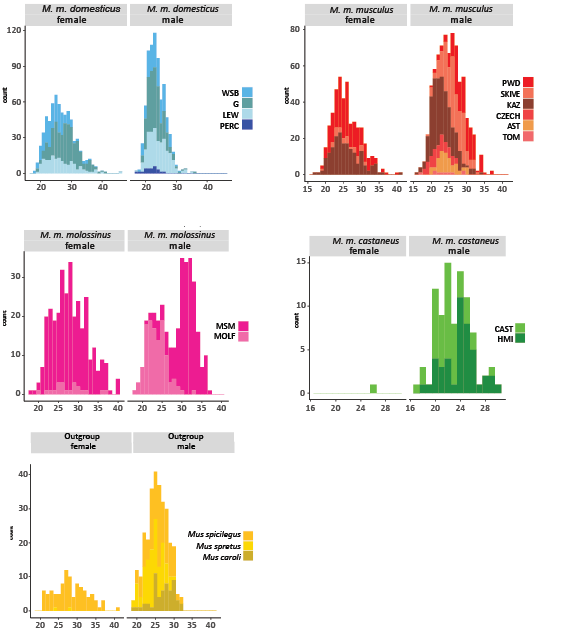 M. m. domesticus
female
M. m. domesticus
male
count
120
90
60
30
0
20 30 40
20 30 40
WSB
G
LEW
PERC
M. m. musculus
female
M. m. musculus
male
count
80
60
40
20
0
15 20 25 30 35 40
15 20 25 30 35 40
PWD
SKIVE
KAZ
CZECH
AST
TOM
M. m. molossinus
female
M. m. molossinus
male
count
30
20
10
0
20 25 30 35 40
20 25 30 35 40
MSM
MOLF
M. m. castaneus
female
M. m. castaneus
male
count
15
10
5
0
16 20 24 28
16 20 24 28
CAST
HMI
Outgroup
female
Outgroup
male
40
30
20
10
0
20 25 30 35 40
20 25 30 35 40
Mus spicilegus
Mus spretus
Mus caroli